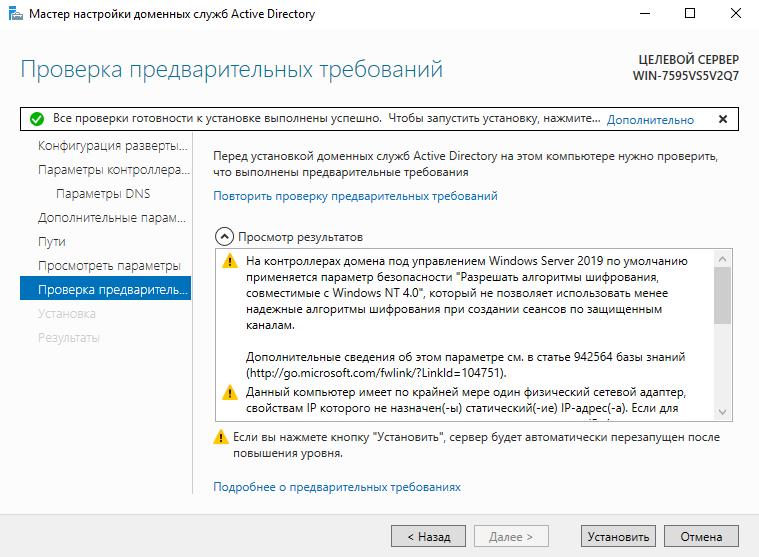 Мастер настройки доменных служб Active Directory
Проверка предварительных требований
ЦЕЛЕВОЙ СЕРВЕР
WIN-7595VS5V2Q7
Все проверки готовности к установке выполнены успешно. Чтобы запустить установку, нажмите... Дополнительно
Конфигурация разверты...
Параметры контроллера...
Параметры DNS
Дополнительные парам...
Пути
Просмотреть параметры
Проверка предваритель...
Установка
Результаты
Перед установкой доменных служб Active Directory на этом компьютере нужно проверить,
что выполнены предварительные требования
Повторить проверку предварительных требований
Просмотр результатов
На контроллерах домена под управлением Windows Server 2019 по умолчанию
применяется параметр безопасности "Разрешать алгоритмы шифрования,
совместимые с Windows NT 4.0", который не позволяет использовать менее
надежные алгоритмы шифрования при создании сеансов по защищенным
каналам.
Дополнительные сведения об этом параметре см. в статье 942564 базы знаний
(http://go.microsoft.com/fwlink/?LinkId=104751).
Данный компьютер имеет по крайней мере один физический сетевой адаптер,
свойствам IP которого не назначен(-ы) статический(-ие) IP-адрес(-а). Если для
Если вы нажмете кнопку "Установить", сервер будет автоматически перезапущен после
повышения уровня.
Подробнее о предварительных требованиях
< Назад
Далее >
Установить
Отмена